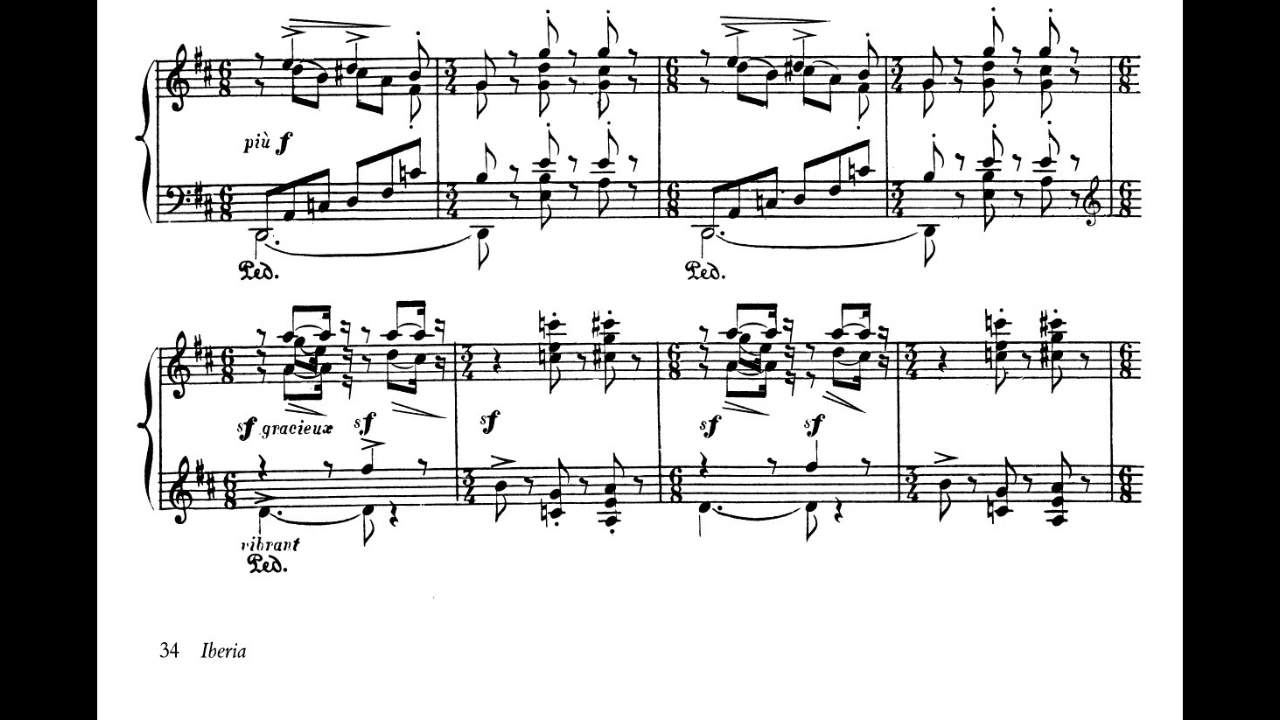 più f
Ped. Ped.
sf gracieux sf sf sf sf
vibrant
Ped.
34 Iberia